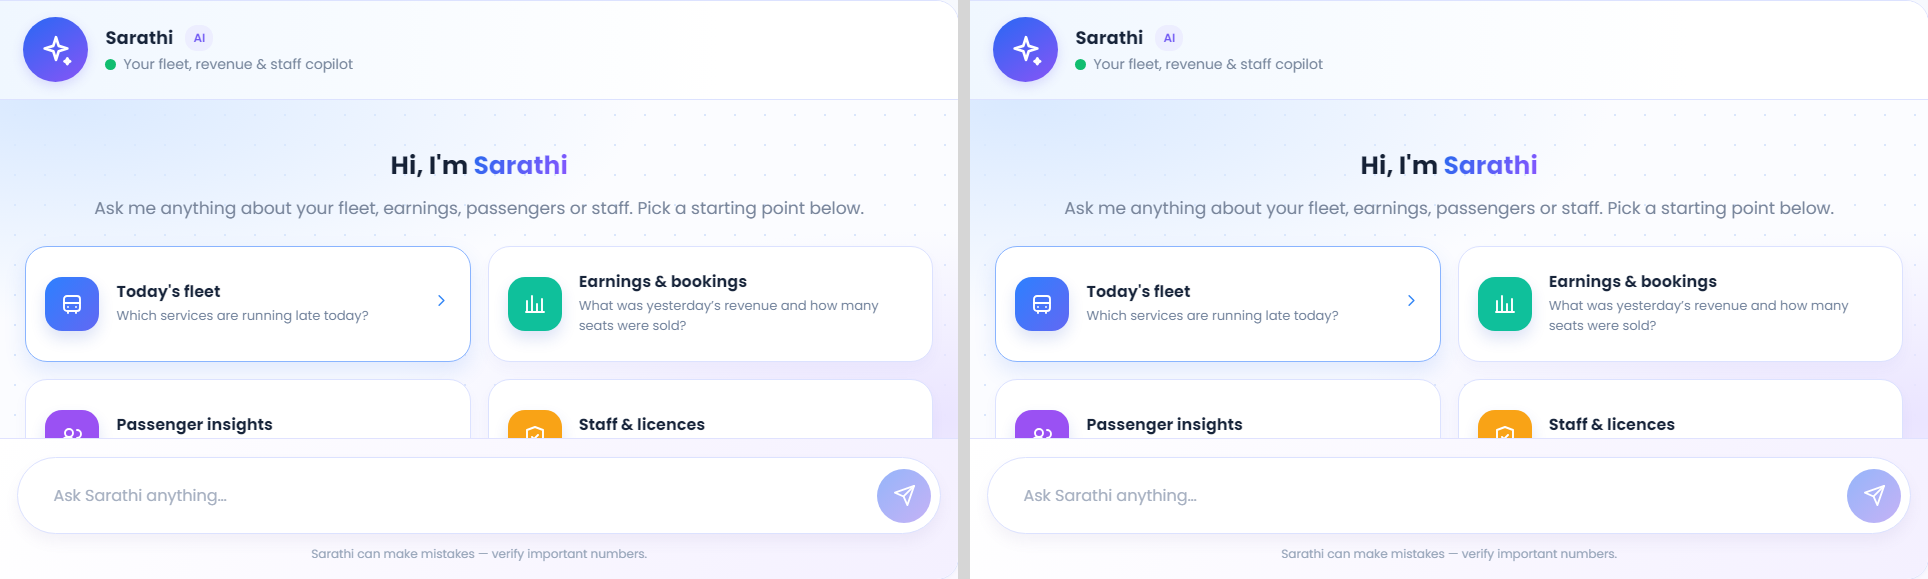 Sarathi AI
Your fleet, revenue & staff copilot
Hi, I'm Sarathi
Ask me anything about your fleet, earnings, passengers or staff. Pick a starting point below.
Today's fleet
Which services are running late today?
Earnings & bookings
What was yesterday’s revenue and how many
seats were sold?
Passenger insights
Staff & licences
Ask Sarathi anything...
Sarathi can make mistakes — verify important numbers.
Sarathi AI
Your fleet, revenue & staff copilot
Hi, I'm Sarathi
Ask me anything about your fleet, earnings, passengers or staff. Pick a starting point below.
Today's fleet
Which services are running late today?
Earnings & bookings
What was yesterday’s revenue and how many
seats were sold?
Passenger insights
Staff & licences
Ask Sarathi anything...
Sarathi can make mistakes — verify important numbers.